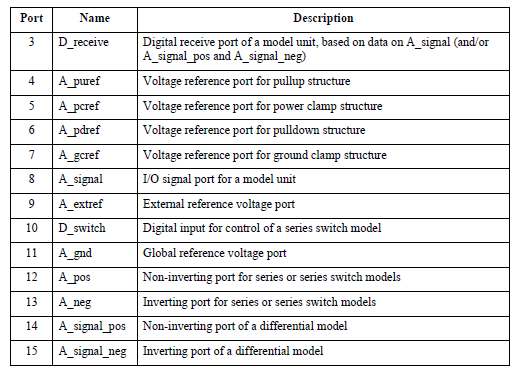 Port Name Description
3 D_receive Digital receive port of a model unit, based on data on A_signal (and/or
A_signal_pos and A_signal_neg)
4 A_puref Voltage reference port for pullup structure
5 A_pcref Voltage reference port for power clamp structure
6 A_pdref Voltage reference port for pulldown structure
7 A_gcref Voltage reference port for ground clamp structure
8 A_signal I/O signal port for a model unit
9 A_extref External reference voltage port
10 D_switch Digital input for control of a series switch model
11 A_gnd Global reference voltage port
12 A_pos Non-inverting port for series or series switch models
13 A_neg Inverting port for series or series switch models
14 A_signal_pos Non-inverting port of a differential model
15 A_signal_neg Inverting port of a differential model